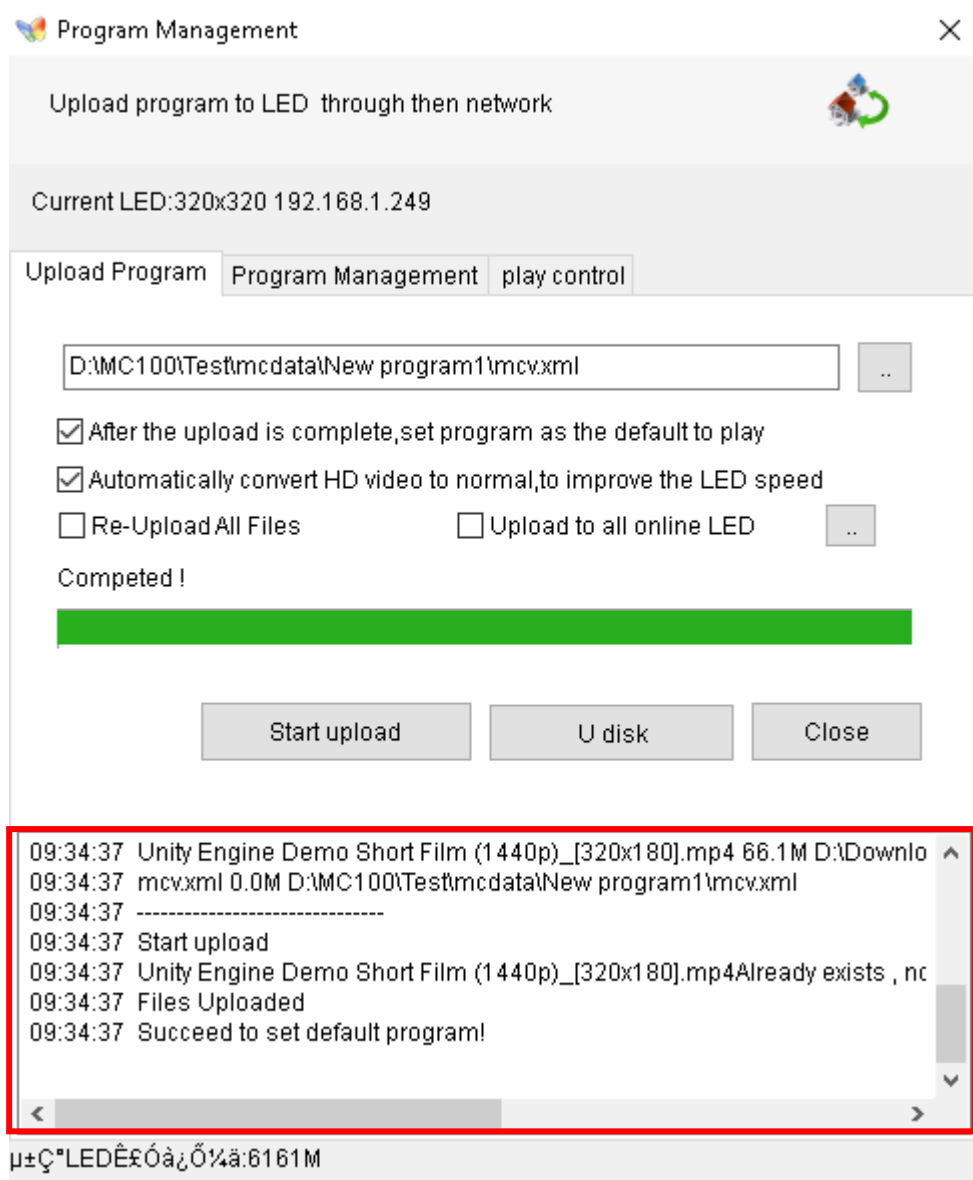 Program Management
Upload program to LED  through then network
Current LED:320x320 192.168.1.249
Upload Program Program Management play control
D:\MC100\Test\mcdata\New program1\mcv.xml ..
After the upload is complete,set program as the default to play
Automatically convert HD video to normal,to improve the LED speed
Re-Upload All Files Upload to all online LED ..
Competed !
Start upload U disk Close
09:34:37  Unity Engine Demo Short Film (1440p)_[320x180].mp4 66.1M D:\Downlo
09:34:37  mcv.xml 0.0M D:\MC100\Test\mcdata\New program1\mcv.xml
09:34:37  -------------------------------
09:34:37  Start upload
09:34:37  Unity Engine Demo Short Film (1440p)_[320x180].mp4Already exists , no
09:34:37  Files Uploaded
09:34:37  Succeed to set default program!
µ±Ç°LEDÊ£Óà¿Õ¼ä:6161M